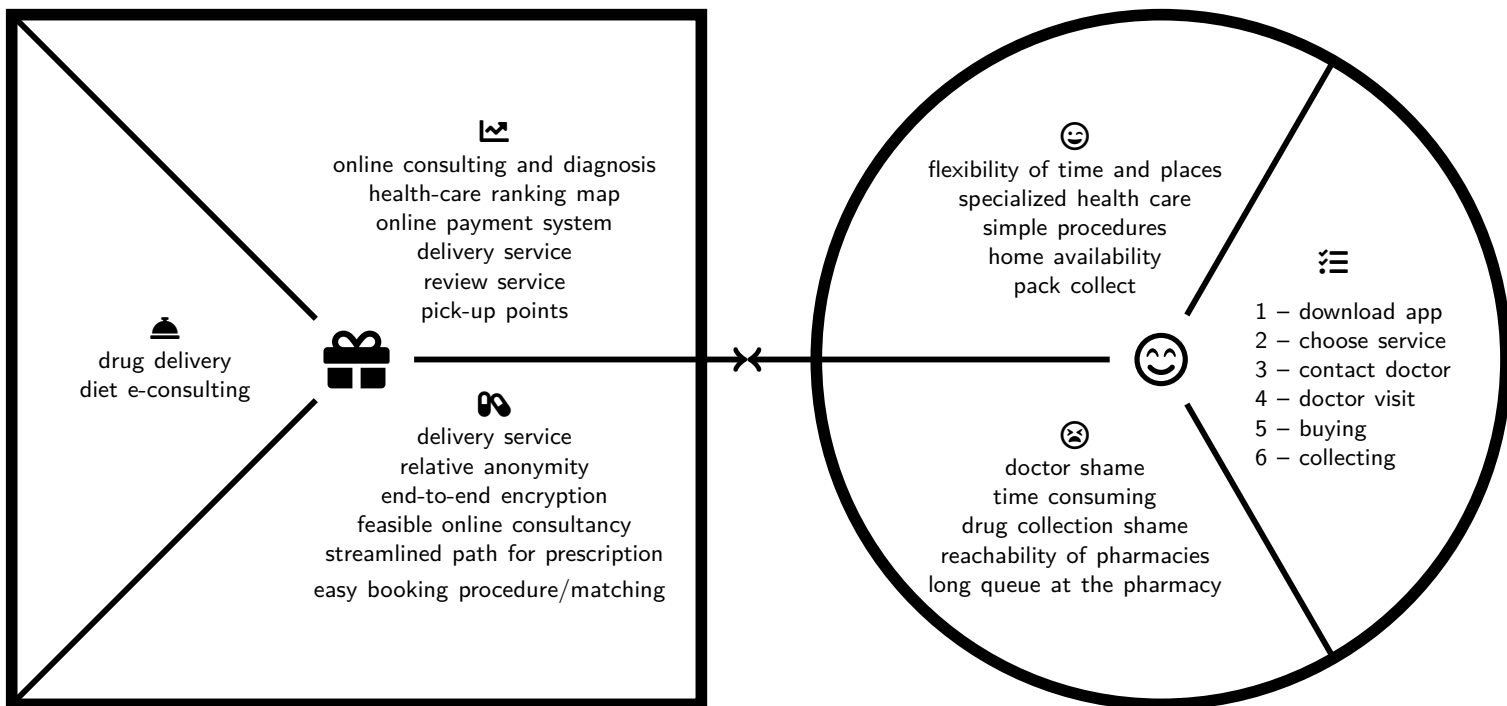 online consulting and diagnosis
health-care ranking map
online payment system
delivery service
review service
pick-up points
drug delivery
diet e-consulting
delivery service
relative anonymity
end-to-end encryption
feasible online consultancy
streamlined path for prescription
easy booking procedure/matching
flexibility of time and places
specialized health care
simple procedures
home availability
pack collect
1 – download app
2 – choose service
3 – contact doctor
4 – doctor visit
5 – buying
6 – collecting
doctor shame
time consuming
drug collection shame
reachability of pharmacies
long queue at the pharmacy